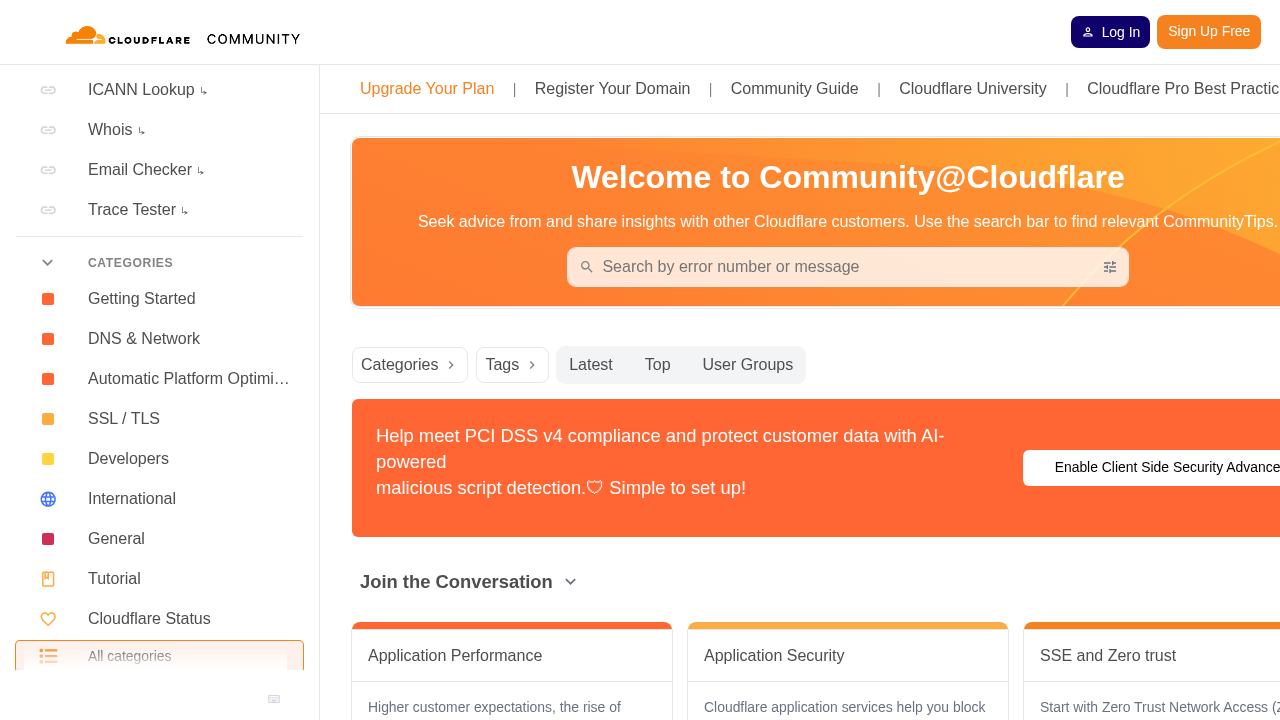 CLOUDFLARE COMMUNITY
Log In
Sign Up Free
ICANN Lookup
Whois
Email Checker
Trace Tester
CATEGORIES
Getting Started
DNS & Network
Automatic Platform Optimi…
SSL / TLS
Developers
International
General
Tutorial
Cloudflare Status
All categories
Upgrade Your Plan | Register Your Domain | Community Guide | Cloudflare University | Cloudflare Pro Best Practic
Welcome to Community@Cloudflare
Seek advice from and share insights with other Cloudflare customers. Use the search bar to find relevant CommunityTips.
Search by error number or message
Categories
Tags
Latest
Top
User Groups
Help meet PCI DSS v4 compliance and protect customer data with AI-
powered
malicious script detection.🛡 Simple to set up!
Enable Client Side Security Advance
Join the Conversation
Application Performance
Higher customer expectations, the rise of
Application Security
Cloudflare application services help you block
SSE and Zero trust
Start with Zero Trust Network Access (Z